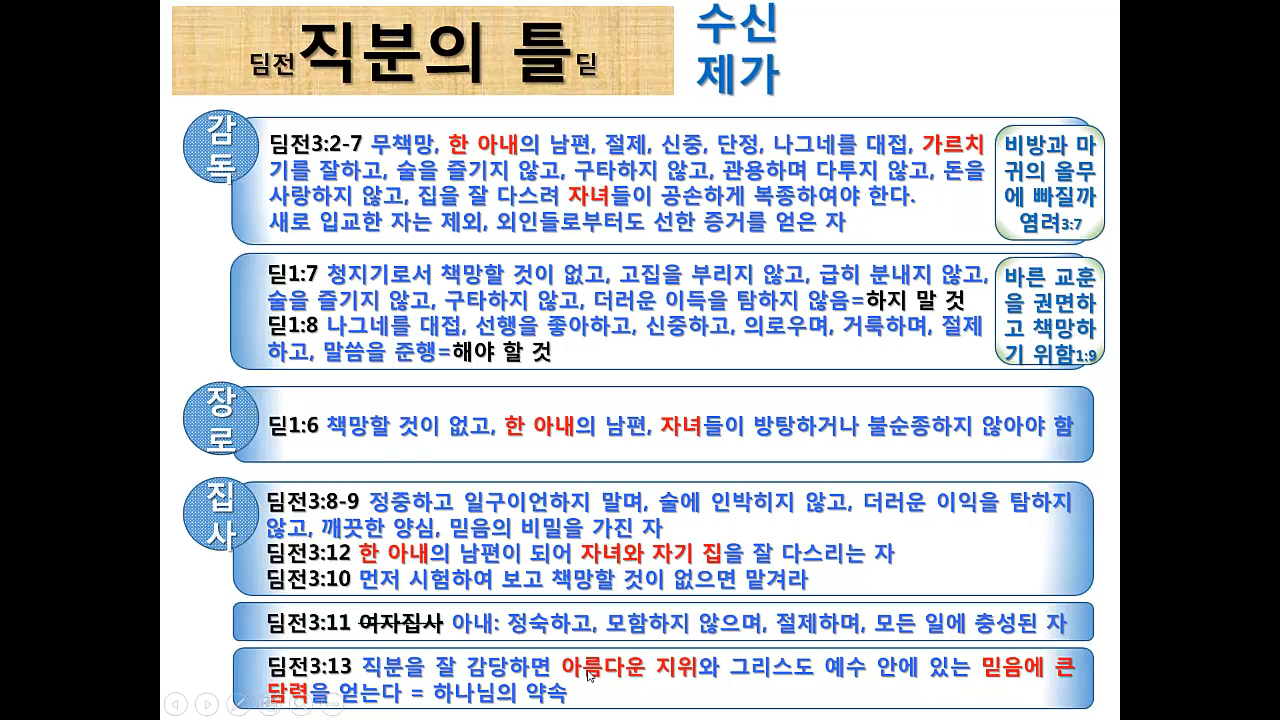 딤전직분의 틀딛
수신
제가
감독
딤전3:2-7 무책망, 한 아내의 남편, 절제, 신중, 단정, 나그네를 대접, 가르치
기를 잘하고, 술을 즐기지 않고, 구타하지 않고, 관용하며 다투지 않고, 돈을
사랑하지 않고, 집을 잘 다스려 자녀들이 공손하게 복종하여야 한다.
새로 입교한 자는 제외, 외인들로부터도 선한 증거를 얻은 자
비방과 마
귀의 올무
에 빠질까
염려3:7
딛1:7 청지기로서 책망할 것이 없고, 고집을 부리지 않고, 급히 분내지 않고,
술을 즐기지 않고, 구타하지 않고, 더러운 이득을 탐하지 않음=하지 말 것
딛1:8 나그네를 대접, 선행을 좋아하고, 신중하고, 의로우며, 거룩하며, 절제
하고, 말씀을 준행=해야 할 것
바른 교훈
을 권면하
고 책망하
기 위함1:9
장로
딛1:6 책망할 것이 없고, 한 아내의 남편, 자녀들이 방탕하거나 불순종하지 않아야 함
집사
딤전3:8-9 정중하고 일구이언하지 말며, 술에 인박히지 않고, 더러운 이익을 탐하지
않고, 깨끗한 양심, 믿음의 비밀을 가진 자
딤전3:12 한 아내의 남편이 되어 자녀와 자기 집을 잘 다스리는 자
딤전3:10 먼저 시험하여 보고 책망할 것이 없으면 맡겨라
딤전3:11 여자집사 아내: 정숙하고, 모함하지 않으며, 절제하며, 모든 일에 충성된 자
딤전3:13 직분을 잘 감당하면 아름다운 지위와 그리스도 예수 안에 있는 믿음에 큰
담력을 얻는다 = 하나님의 약속